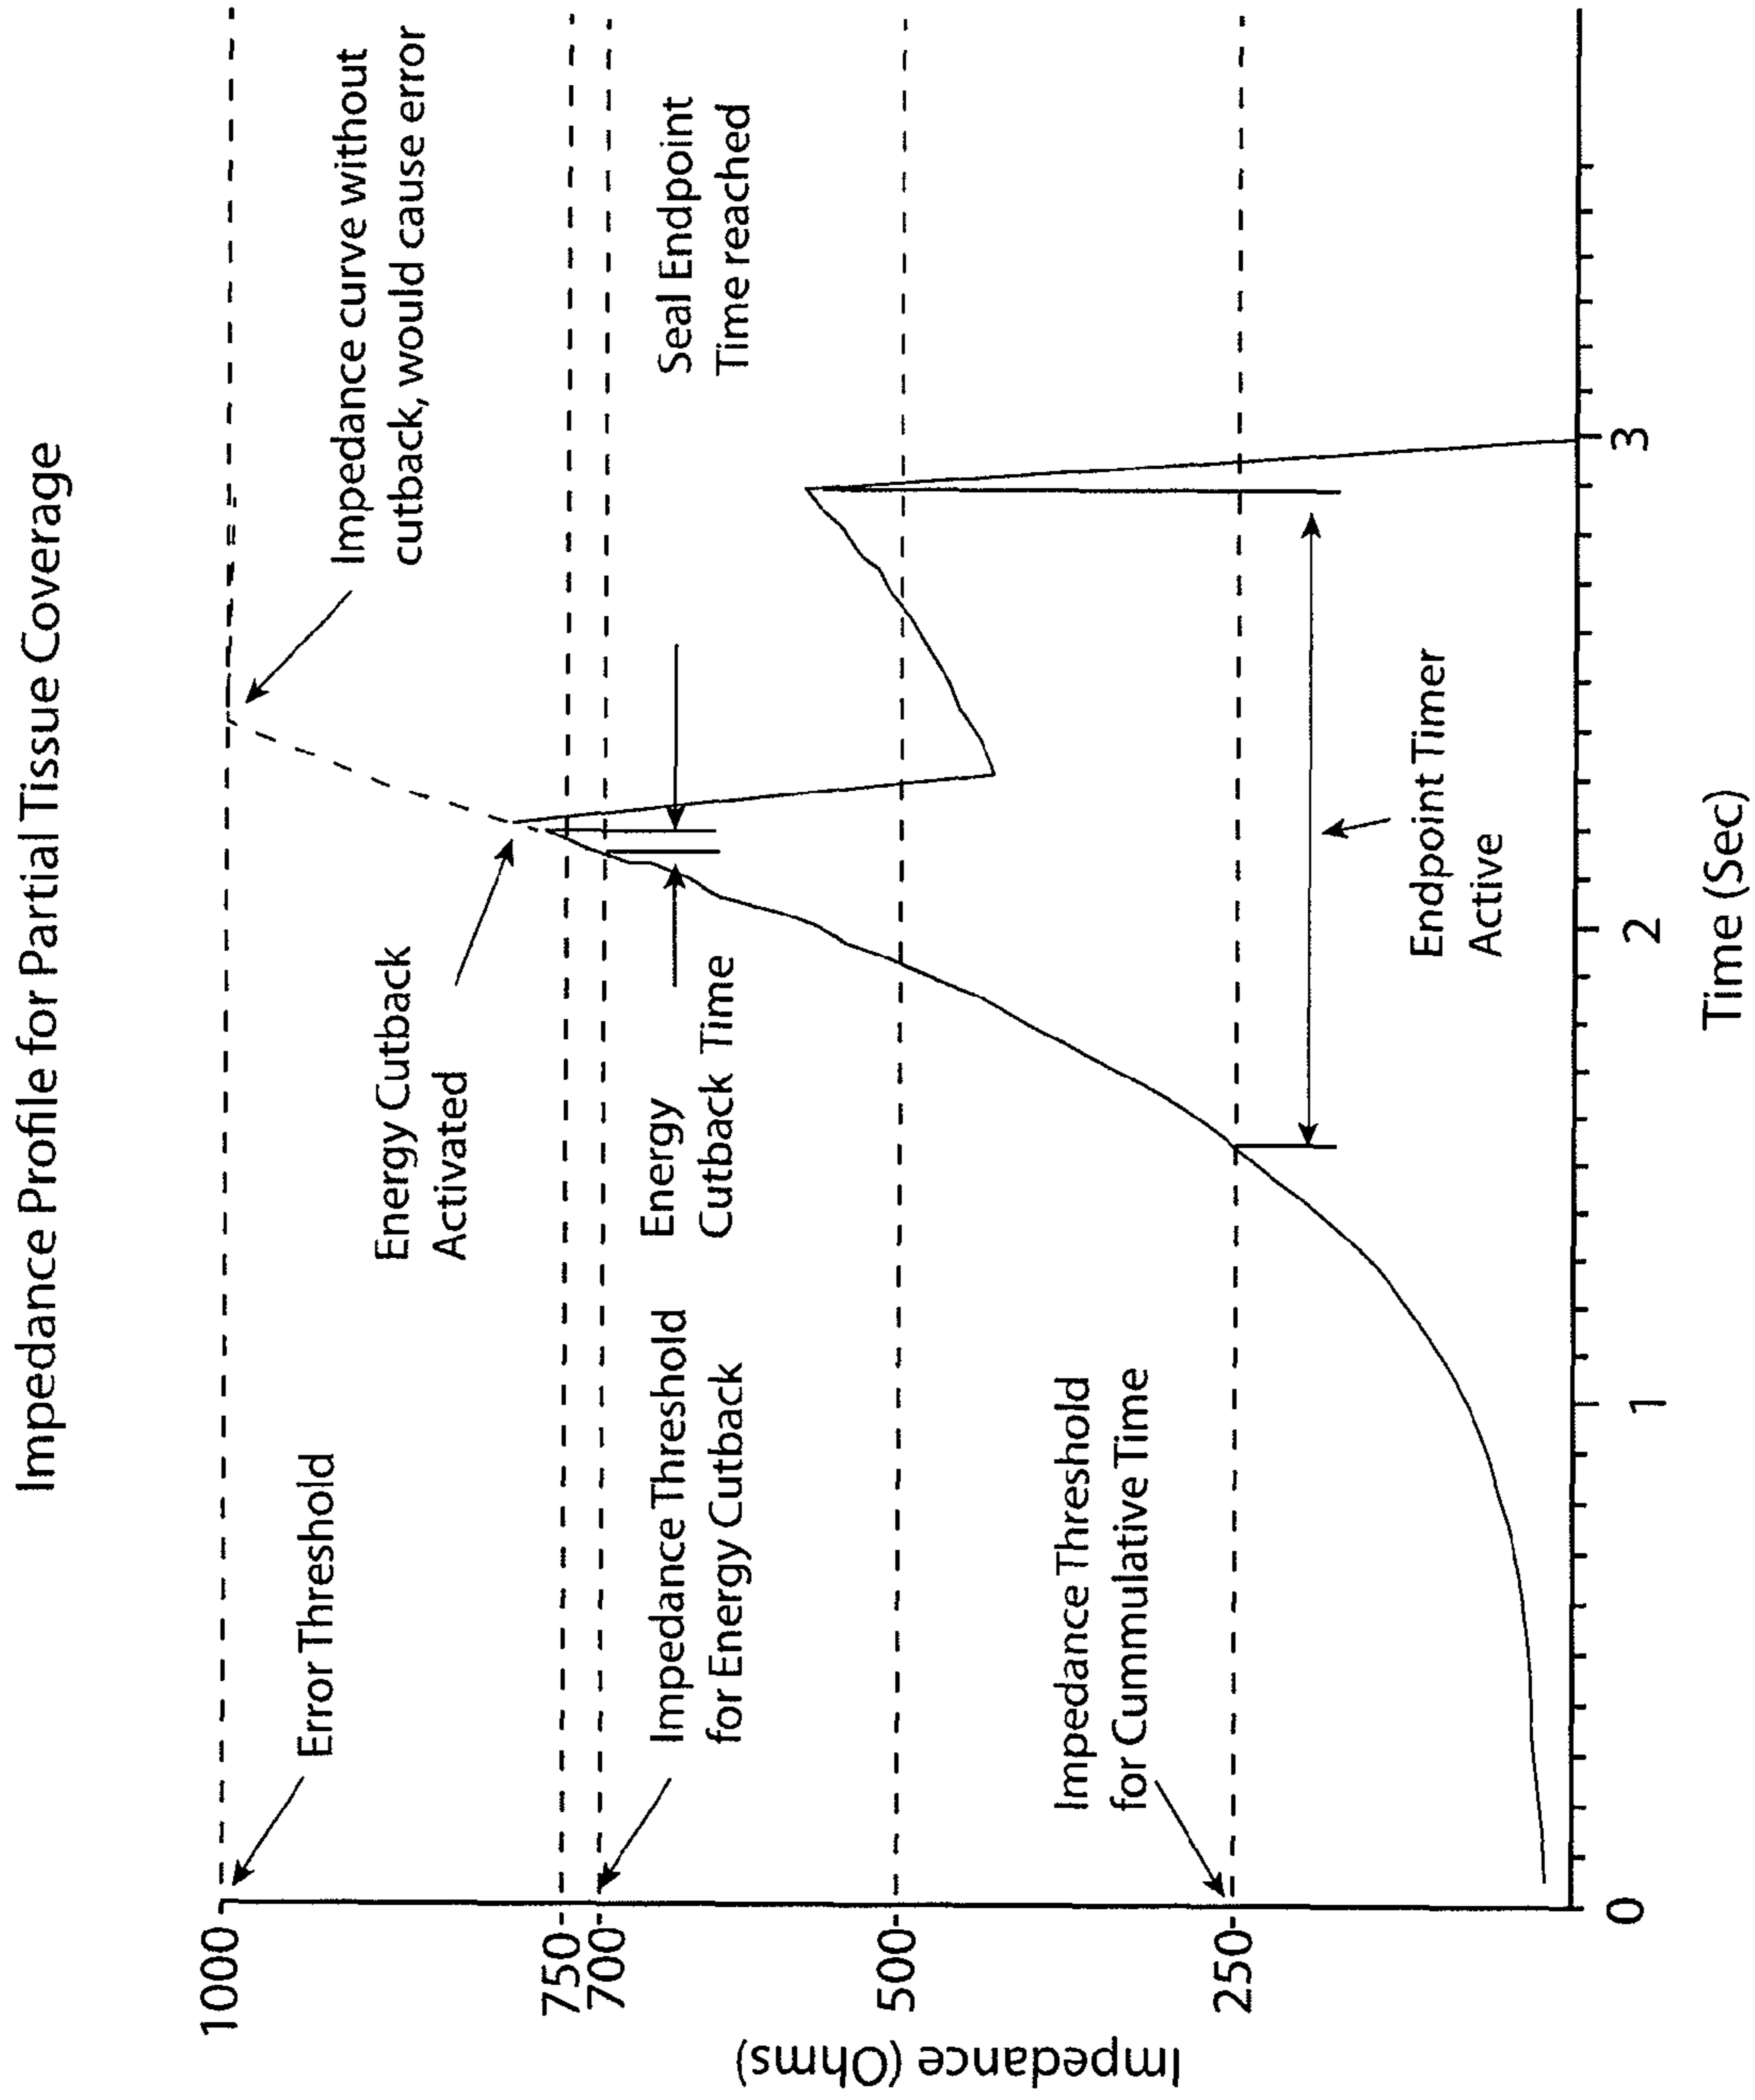 Impedance Profile for Partial Tissue Coverage
Error Threshold
Impedance curve without
cutback, would cause error
Energy Cutback
Activated
Impedance Threshold
for Energy Cutback
Energy
Cutback Time
Seal Endpoint
Time reached
Impedance Threshold
for Cummulative Time
Endpoint Timer
Active
Impedance (Ohms)
1000
750
700
500
250
0
1
2
3
Time (Sec)